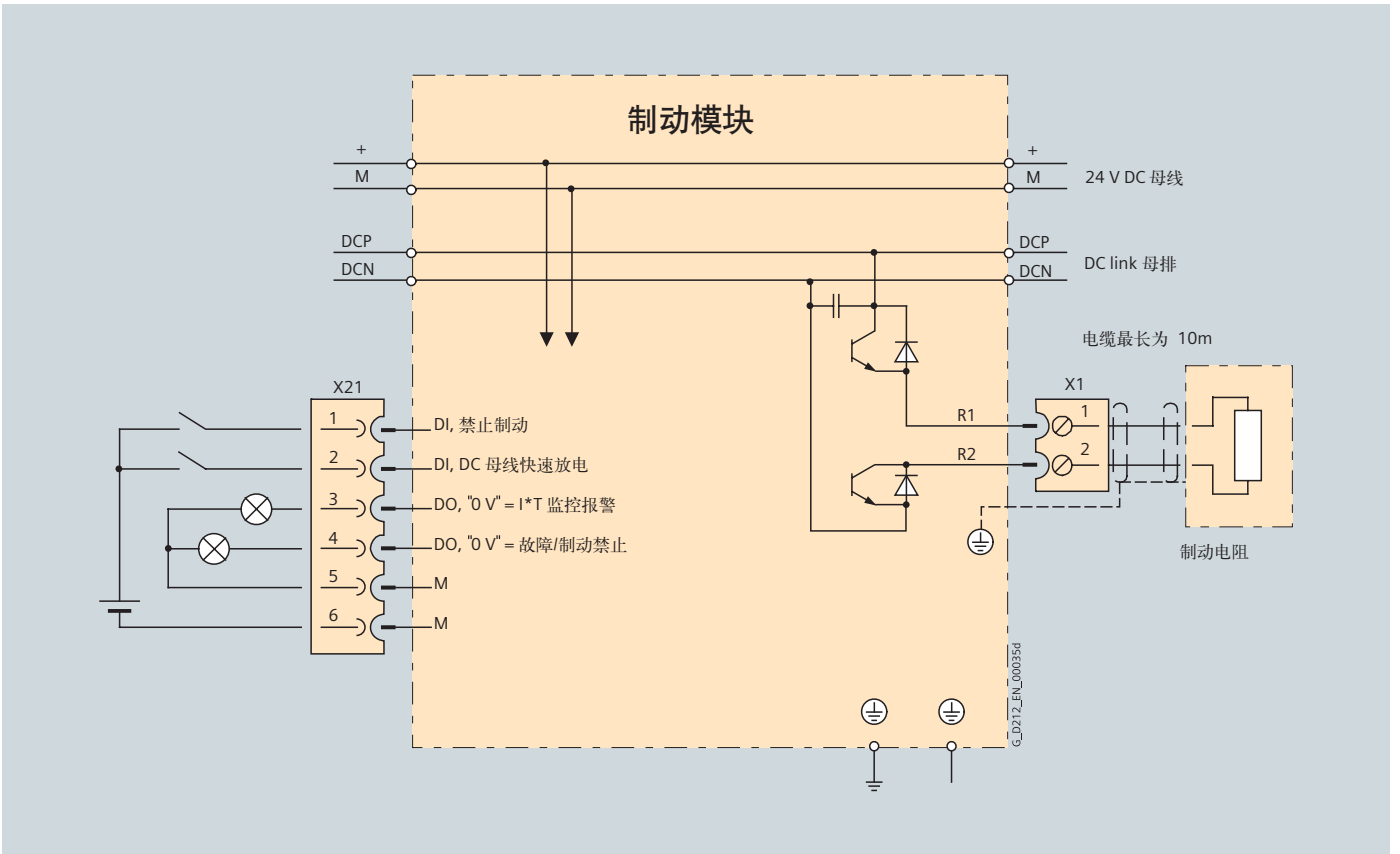 制动模块
+
M
+
M
24 V DC 母线
DCP
DCN
DCP
DCN
DC link 母排
电缆最长为 10m
X21
X1
1
DI, 禁止制动
2
DI, DC 母线快速放电
3
DO, "0 V" = I*T 监控报警
4
DO, "0 V" = 故障/制动禁止
5
M
6
M
R1
1
R2
2
制动电阻
G_D212_EN_00035d